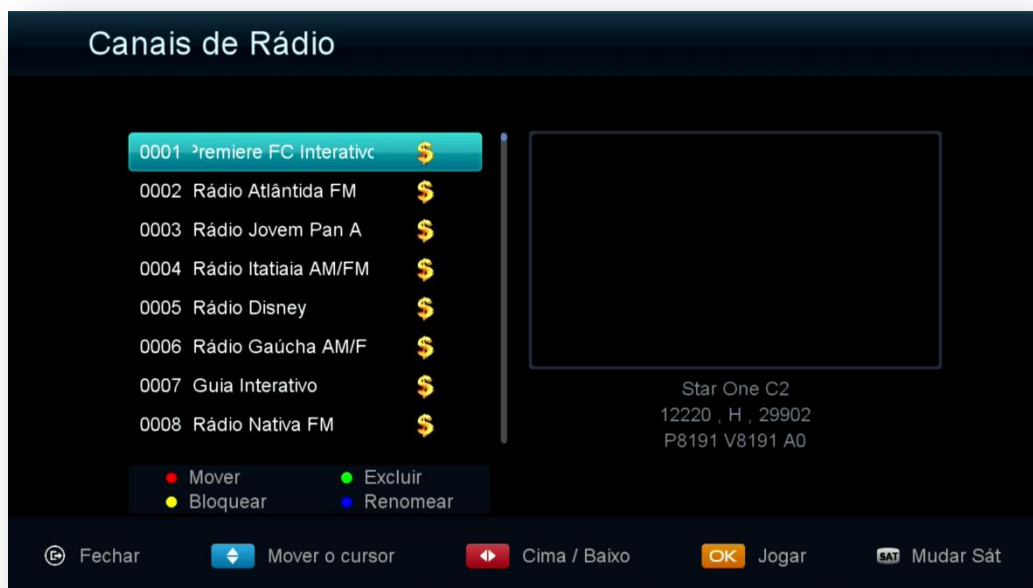 Canais de Rádio
0001 Premiere FC Interativo $
0002 Rádio Atlântida FM $
0003 Rádio Jovem Pan A $
0004 Rádio Itatiaia AM/FM $
0005 Rádio Disney $
0006 Rádio Gaúcha AM/F $
0007 Guia Interativo $
0008 Rádio Nativa FM $
Star One C2
12220 , H , 29902
P8191 V8191 A0
Mover Excluir
Bloquear Renomear
Fechar Mover o cursor Cima / Baixo OK Jogar SAT Mudar Sát